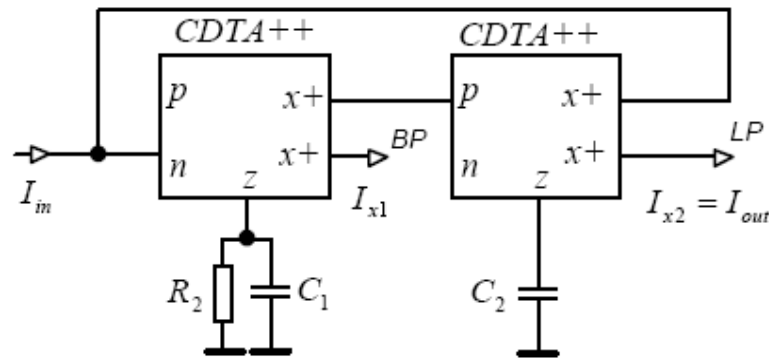 CDTA++
CDTA++
p
x+
p
x+
n
x+
BP
n
x+
LP
z
z
I_in
I_x1
I_x2 = I_out
R_2
C_1
C_2